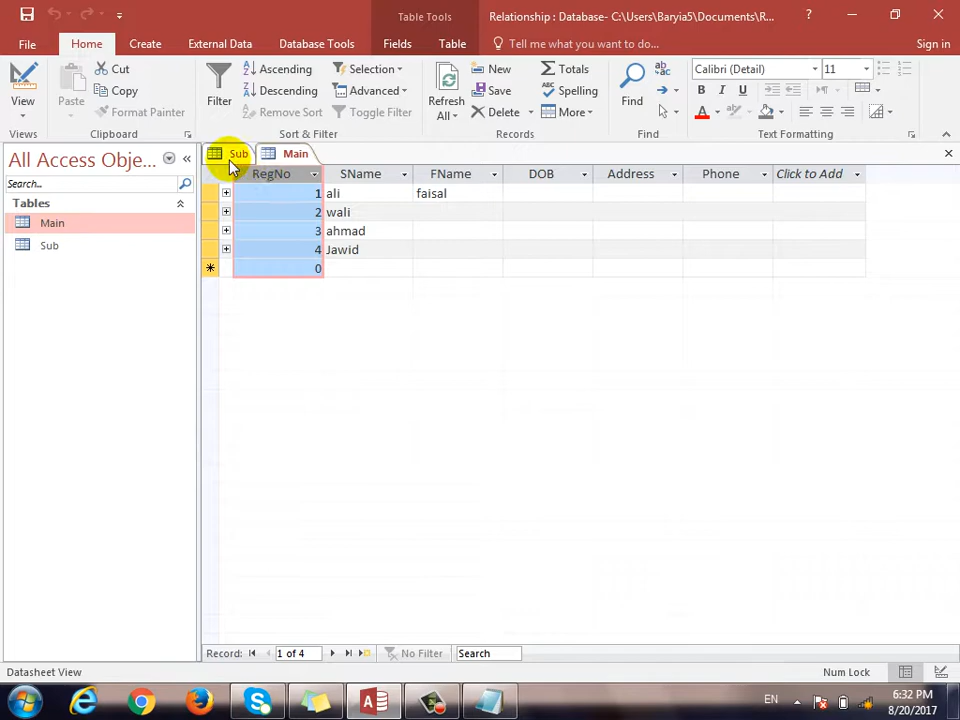 Table Tools
Relationship : Database- C:\Users\Baryia5\Documents\R...
?
File
Home
Create
External Data
Database Tools
Fields
Table
Tell me what you want to do...
Sign in
View
Paste
Cut
Copy
Format Painter
Filter
Ascending
Descending
Remove Sort
Selection
Advanced
Toggle Filter
Refresh
All
New
Save
Delete
Totals
Spelling
More
Find
Calibri (Detail)
11
B
I
U
A
Views
Clipboard
Sort & Filter
Records
Find
Text Formatting
All Access Obje...
Search...
Tables
Main
Sub
Sub
Main
RegNo SName FName DOB Address Phone Click to Add
1 ali faisal
2 wali
3 ahmad
4 Jawid
0
Record:
1 of 4
No Filter
Search
Datasheet View
Num Lock
EN
6:32 PM
8/20/2017